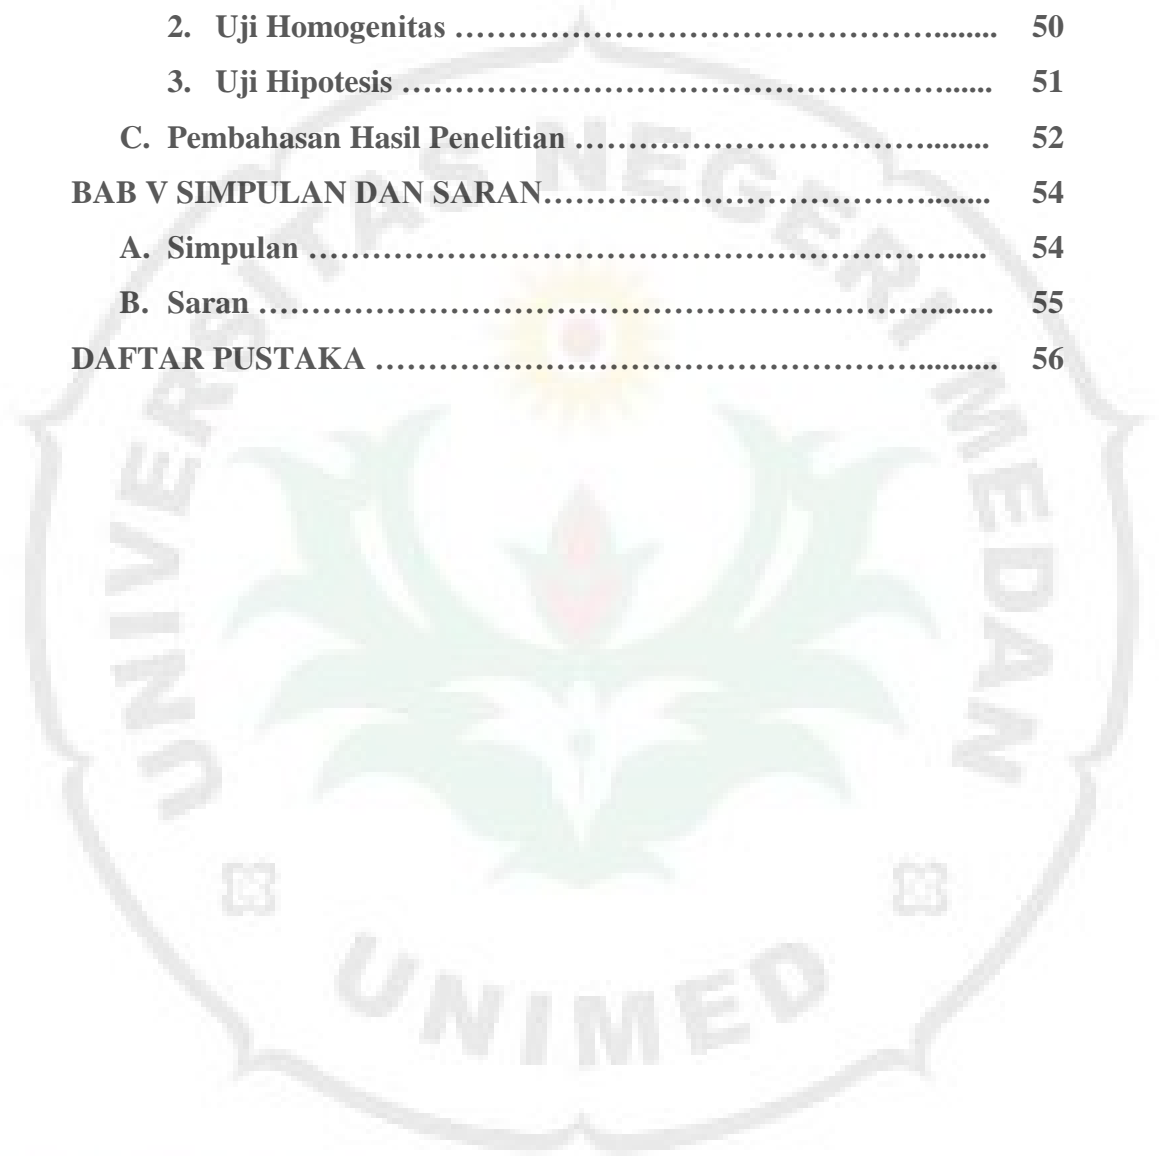 2. Uji Homogenitas ………………………………………........ 50
3. Uji Hipotesis ……………………………………………...... 51
C. Pembahasan Hasil Penelitian ……………………………........ 52
BAB V SIMPULAN DAN SARAN………………………………......... 54
A. Simpulan …………………………………………………….... 54
B. Saran ………………………………………………………........ 55
DAFTAR PUSTAKA ……………………………………………......... 56
UNIVERSITAS NEGERI MEDAN
UNIMED